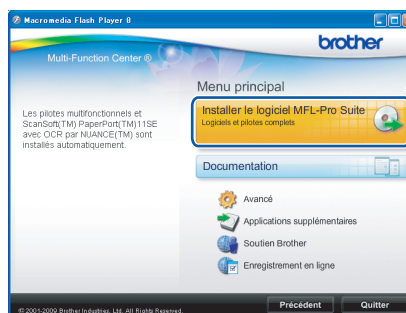 Macromedia Flash Player 8
brother
Multi-Function Center ®
Menu principal
Les pilotes multifonctionnels et
ScanSoft(TM) PaperPort(TM)11SE
avec OCR par NUANCE(TM) sont
installés automatiquement.
Installer le logiciel MFL-Pro Suite
Logiciels et pilotes complets
Documentation
Avancé
Applications supplémentaires
Soutien Brother
Enregistrement en ligne
Précédent
Quitter
© 2001-2009 Brother Industries, Ltd. All Rights Reserved.